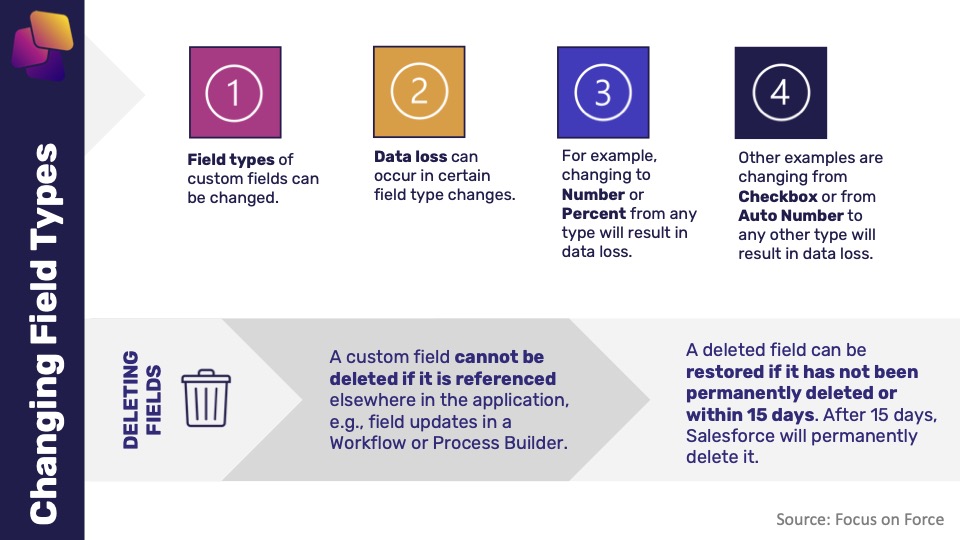 Changing Field Types
1
Field types of
custom fields can
be changed.
2
Data loss can
occur in certain
field type changes.
3
For example,
changing to
Number or
Percent from any
type will result in
data loss.
4
Other examples are
changing from
Checkbox or from
Auto Number to
any other type will
result in data loss.
DELETING
FIELDS
A custom field cannot be
deleted if it is referenced
elsewhere in the application,
e.g., field updates in a
Workflow or Process Builder.
A deleted field can be
restored if it has not been
permanently deleted or
within 15 days. After 15 days,
Salesforce will permanently
delete it.
Source: Focus on Force